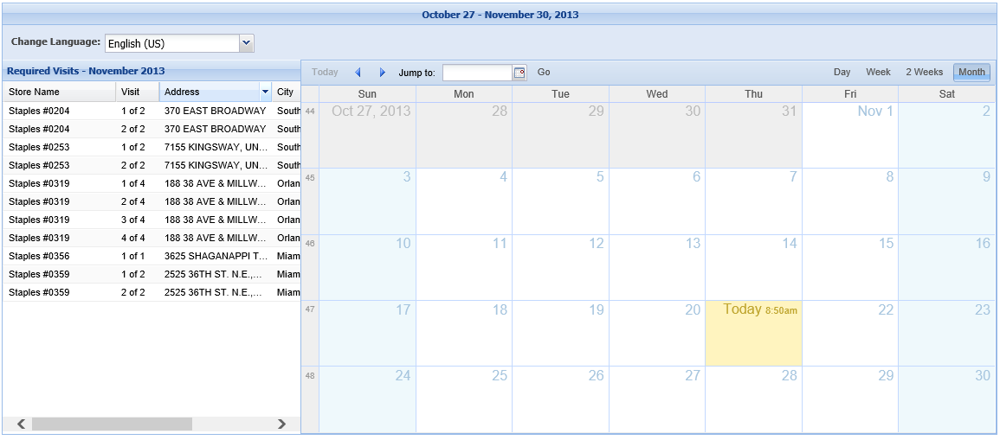 October 27 - November 30, 2013
Change Language: English (US)
Required Visits - November 2013
Store Name Visit Address City
Staples #0204 1 of 2 370 EAST BROADWAY South
Staples #0204 2 of 2 370 EAST BROADWAY South
Staples #0253 1 of 2 7155 KINGSWAY, UN... South
Staples #0253 2 of 2 7155 KINGSWAY, UN... South
Staples #0319 1 of 4 188 38 AVE & MILLW... Orlan
Staples #0319 2 of 4 188 38 AVE & MILLW... Orlan
Staples #0319 3 of 4 188 38 AVE & MILLW... Orlan
Staples #0319 4 of 4 188 38 AVE & MILLW... Orlan
Staples #0356 1 of 1 3625 SHAGANAPPI T... Miam
Staples #0359 1 of 2 2525 36TH ST. N.E.,... Miam
Staples #0359 2 of 2 2525 36TH ST. N.E.,... Miam
Today Jump to: Go Day Week 2 Weeks Month
Sun Mon Tue Wed Thu Fri Sat
44 Oct 27, 2013 28 29 30 31 Nov 1 2
45 3 4 5 6 7 8 9
46 10 11 12 13 14 15 16
47 17 18 19 20 Today 8:50am 22 23
48 24 25 26 27 28 29 30